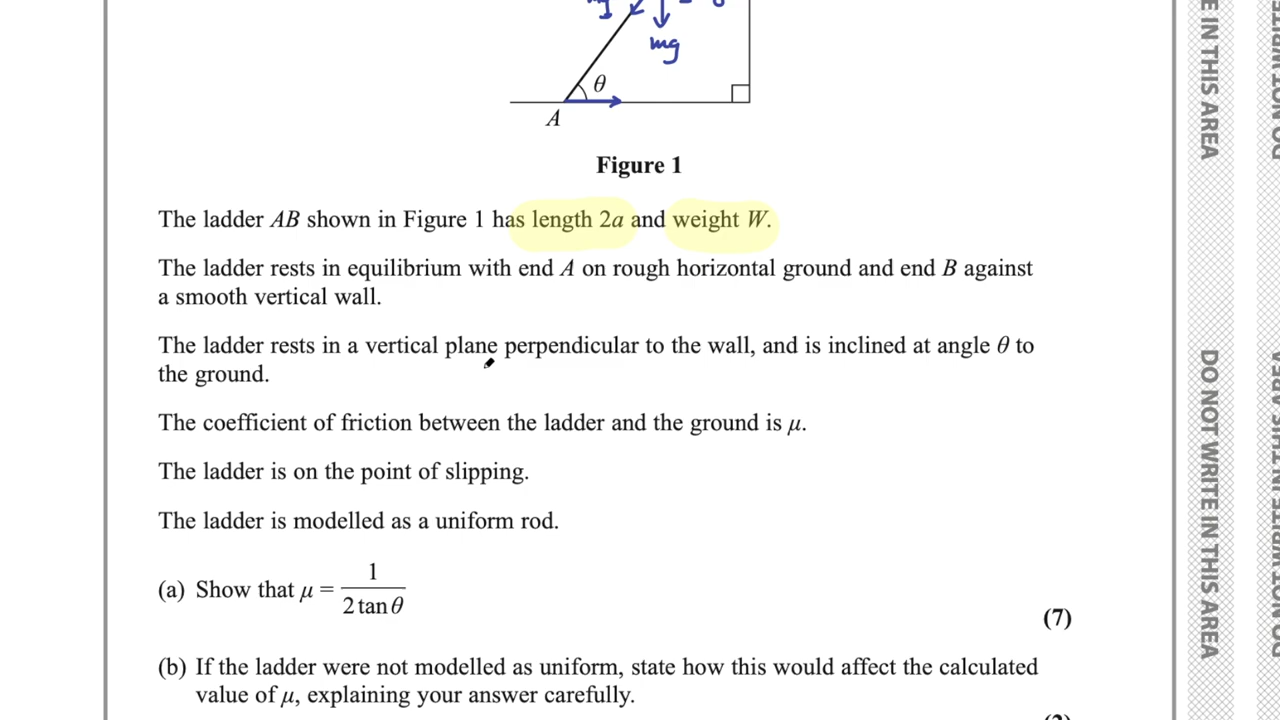 mg
θ
A
Figure 1
The ladder AB shown in Figure 1 has length 2a and weight W.
The ladder rests in equilibrium with end A on rough horizontal ground and end B against
a smooth vertical wall.
The ladder rests in a vertical plane perpendicular to the wall, and is inclined at angle θ to
the ground.
The coefficient of friction between the ladder and the ground is μ.
The ladder is on the point of slipping.
The ladder is modelled as a uniform rod.
(a) Show that μ = 1 / 2 tan θ
(7)
(b) If the ladder were not modelled as uniform, state how this would affect the calculated
value of μ, explaining your answer carefully.
E IN THIS AREA
DO NOT WRITE IN THIS AREA